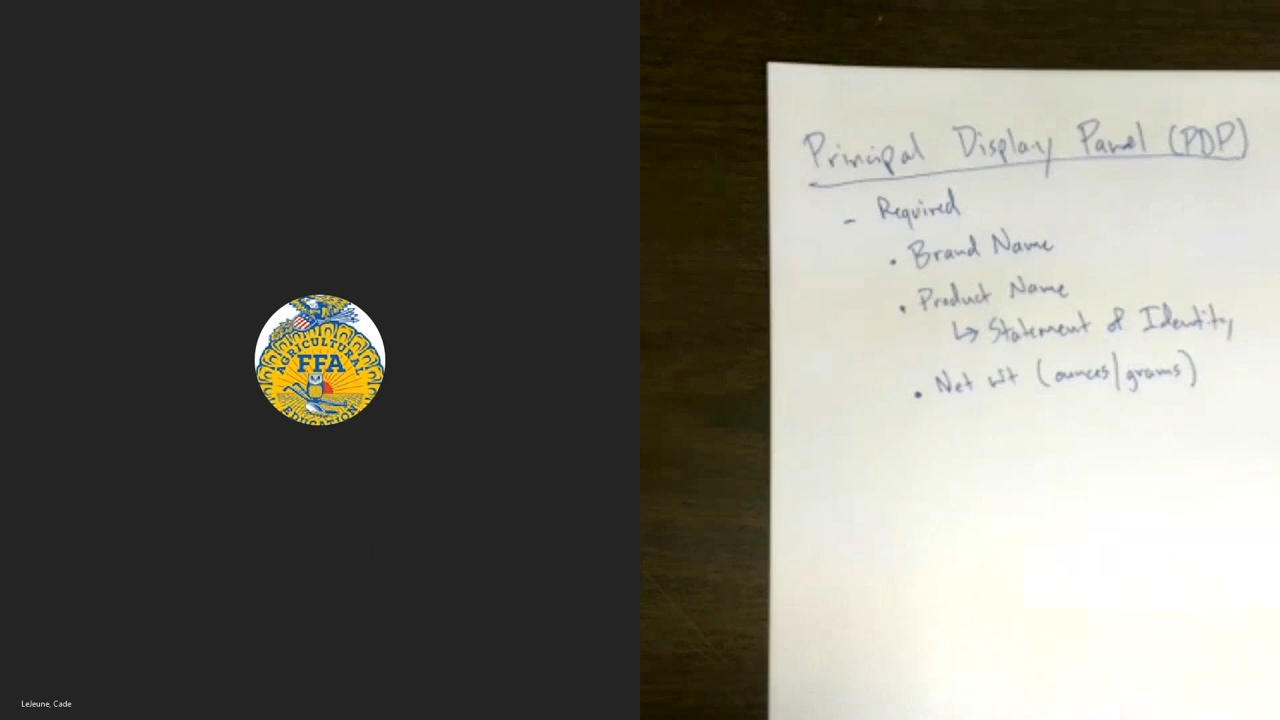 AGRICULTURAL
FFA
EDUCATION
LeJeune, Cade
Principal Display Panel (PDP)
- Required
• Brand Name
• Product Name
↳ Statement of Identity
• Net wt (ounces/grams)